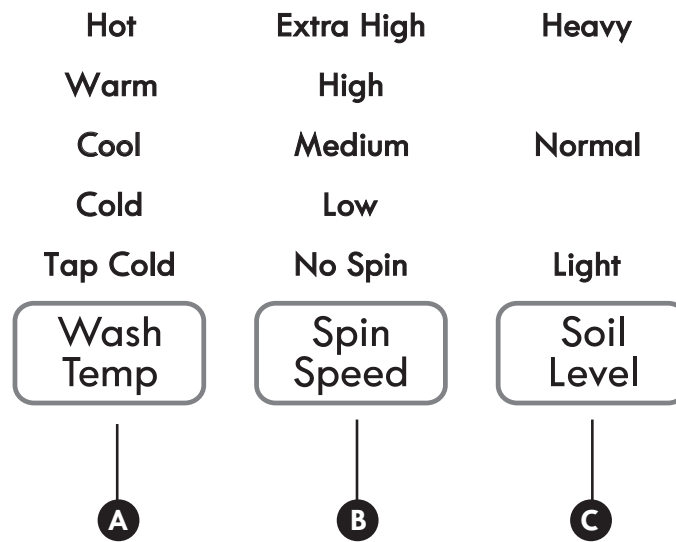 Hot Extra High Heavy
Warm High
Cool Medium Normal
Cold Low
Tap Cold No Spin Light
Wash Spin Soil
Temp Speed Level
A B C